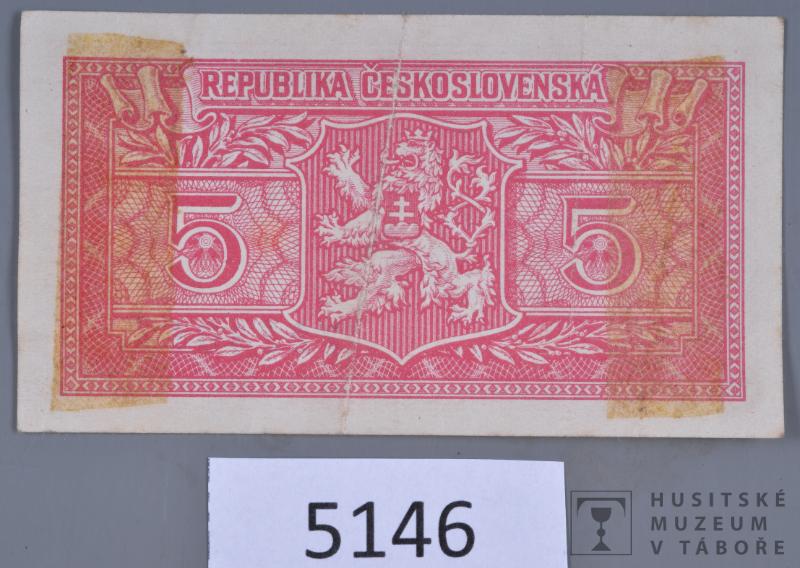 REPUBLIKA ČESKOSLOVENSKÁ
5 5
5146
HUSITSKÉ
MUZEUM
V TÁBOŘE